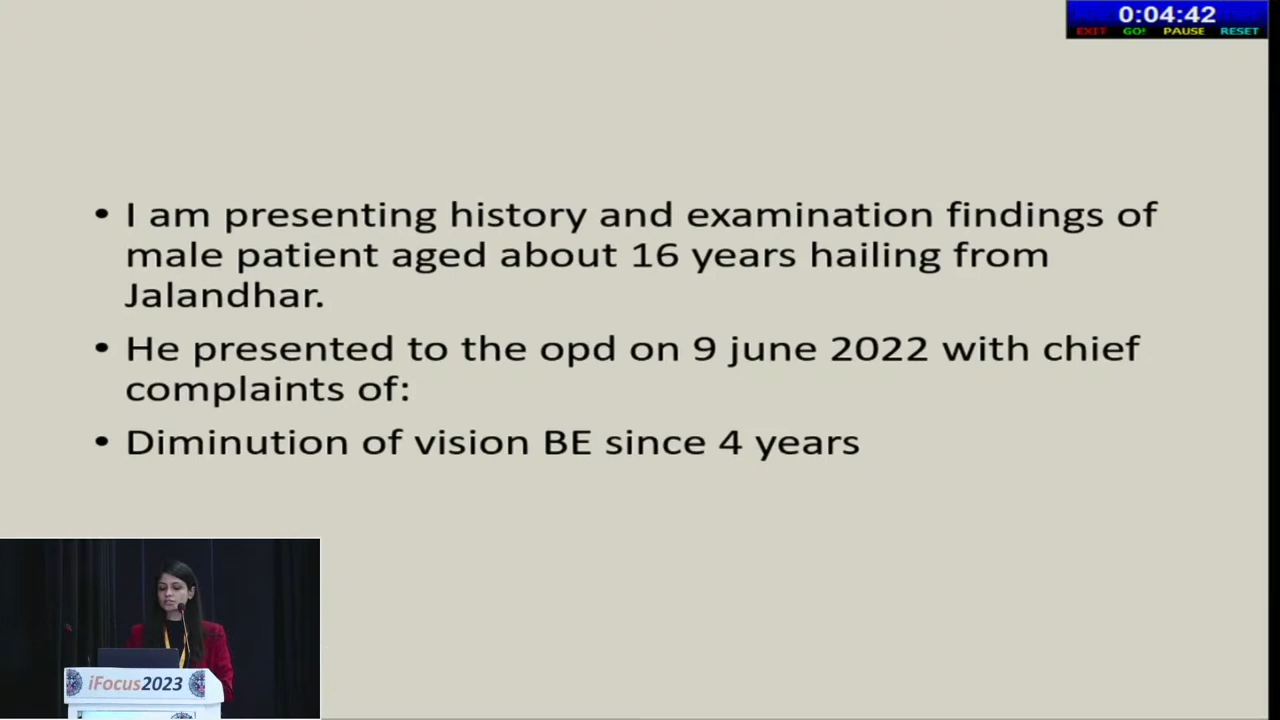 0:04:42
EXIT GO! PAUSE RESET
• I am presenting history and examination findings of
male patient aged about 16 years hailing from
Jalandhar.
• He presented to the opd on 9 june 2022 with chief
complaints of:
• Diminution of vision BE since 4 years
iFocus2023